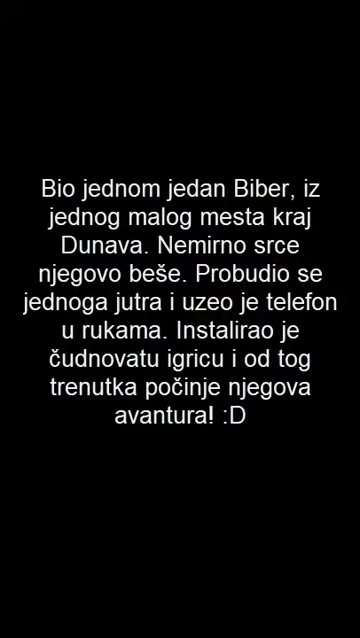 Bio jednom jedan Biber, iz
jednog malog mesta kraj
Dunava. Nemirno srce
njegovo beše. Probudio se
jednoga jutra i uzeo je telefon
u rukama. Instalirao je
čudnovatu igricu i od tog
trenutka počinje njegova
avantura! :D